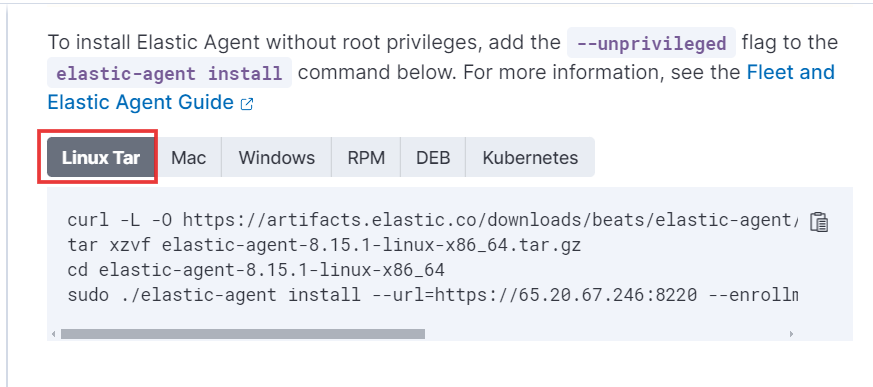 To install Elastic Agent without root privileges, add the --unprivileged flag to the
elastic-agent install command below. For more information, see the Fleet and
Elastic Agent Guide
Linux Tar Mac Windows RPM DEB Kubernetes
curl -L -O https://artifacts.elastic.co/downloads/beats/elastic-agent/
tar xzvf elastic-agent-8.15.1-linux-x86_64.tar.gz
cd elastic-agent-8.15.1-linux-x86_64
sudo ./elastic-agent install --url=https://65.20.67.246:8220 --enrollm